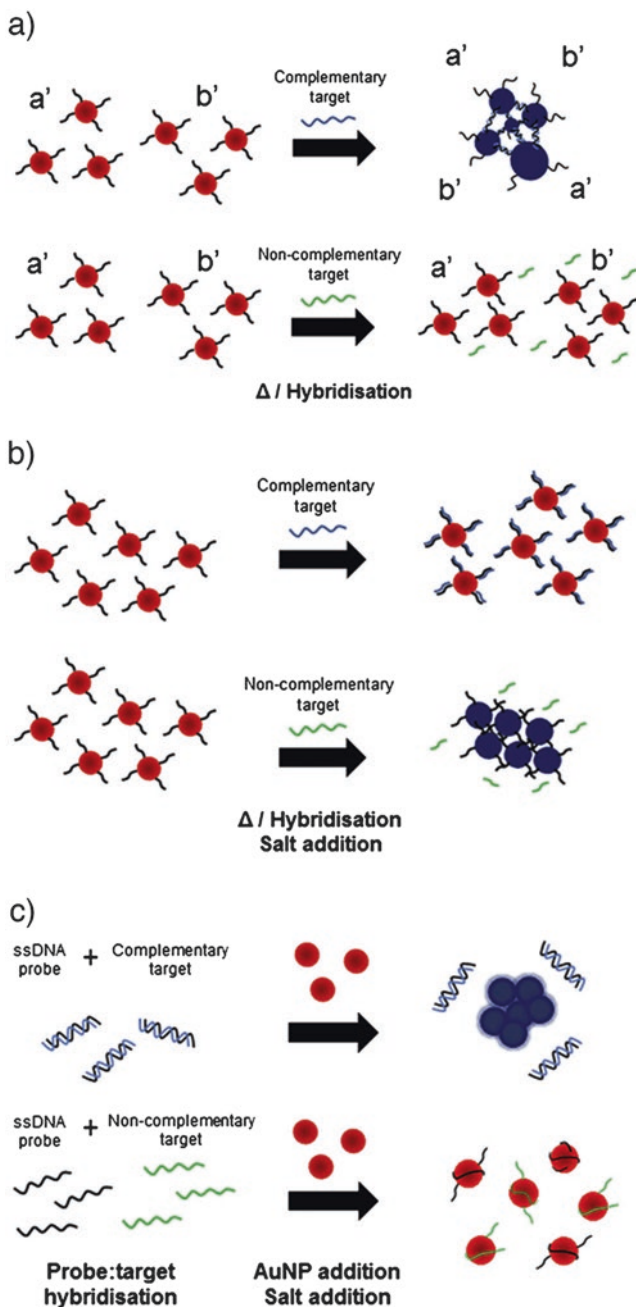 a)
a’
b’
Complementary
target
a’
b’
b’
a’
a’
b’
Non-complementary
target
a’
b’
Δ / Hybridisation
b)
Complementary
target
Non-complementary
target
Δ / Hybridisation
Salt addition
c)
ssDNA
probe
+
Complementary
target
ssDNA
probe
+
Non-complementary
target
Probe:target
hybridisation
AuNP addition
Salt addition